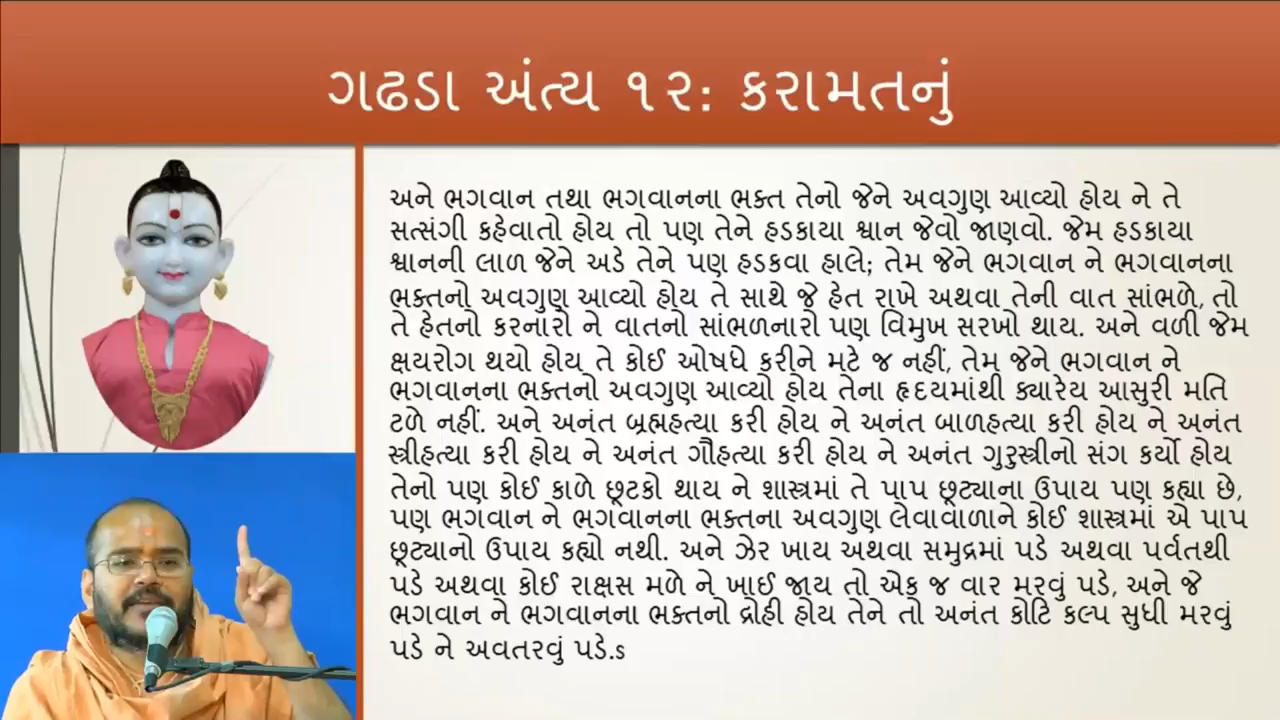 ગઢડા અંત્ય ૧૨: કરામતનું
અને ભગવાન તથા ભગવાનના ભક્ત તેનો જેને અવગુણ આવ્યો હોય ને તે
સત્સંગી કહેવાતો હોય તો પણ તેને હડકાયા શ્વાન જેવો જાણવો. જેમ હડકાયા
શ્વાનની લાળ જેને અડે તેને પણ હડકવા હાલે; તેમ જેને ભગવાન ને ભગવાનના
ભક્તનો અવગુણ આવ્યો હોય તે સાથે જે હેત રાખે અથવા તેની વાત સાંભળે, તો
તે હેતનો કરનારો ને વાતનો સાંભળનારો પણ વિમુખ સરખો થાય. અને વળી જેમ
ક્ષયરોગ થયો હોય તે કોઈ ઓષધે કરીને મટે જ નહીં, તેમ જેને ભગવાન ને
ભગવાનના ભક્તનો અવગુણ આવ્યો હોય તેના હૃદયમાંથી ક્યારેય આસુરી મતિ
ટળે નહીં. અને અનંત બ્રહ્મહત્યા કરી હોય ને અનંત બાળહત્યા કરી હોય ને અનંત
સ્ત્રીહત્યા કરી હોય ને અનંત ગૌહત્યા કરી હોય ને અનંત ગુરુસ્ત્રીનો સંગ કર્યો હોય
તેનો પણ કોઈ કાળે છૂટકો થાય ને શાસ્ત્રમાં તે પાપ છૂટ્યાના ઉપાય પણ કહ્યા છે,
પણ ભગવાન ને ભગવાનના ભક્તના અવગુણ લેવાવાળાને કોઈ શાસ્ત્રમાં એ પાપ
છૂટ્યાનો ઉપાય કહ્યો નથી. અને ઝેર ખાય અથવા સમુદ્રમાં પડે અથવા પર્વતથી
પડે અથવા કોઈ રાક્ષસ મળે ને ખાઈ જાય તો એક જ વાર મરવું પડે, અને જે
ભગવાન ને ભગવાનના ભક્તનો દ્રોહી હોય તેને તો અનંત કોટિ કલ્પ સુધી મરવું
પડે ને અવતરવું પડે.s